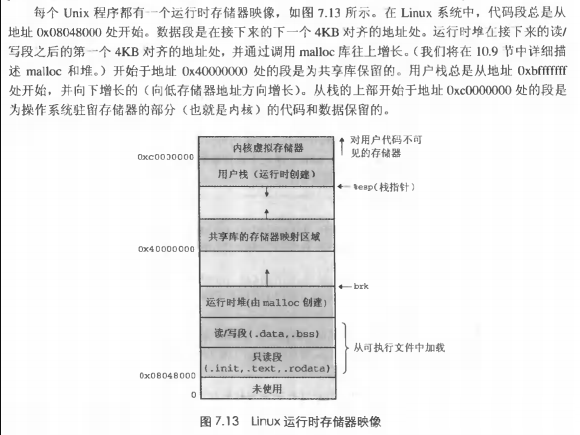 每个 Unix 程序都有一个运行时存储器映像，如图 7.13 所示。在 Linux 系统中，代码段总是从
地址 0x08048000 处开始。数据段是在接下来的下一个 4KB 对齐的地址处。运行时堆在接下来的读/
写段之后的第一个 4KB 对齐的地址处，并通过调用 malloc 库往上增长。（我们将在 10.9 节中详细描
述 malloc 和堆。）开始于地址 0x40000000 处的段是为共享库保留的。用户栈总是从地址 0xbfffffff
处开始，并向下增长的（向低存储器地址方向增长）。从栈的上部开始于地址 0xc0000000 处的段是
为操作系统驻留存储器的部分（也就是内核）的代码和数据保留的。
内核虚拟存储器
对用户代码不可
见的存储器
0xc0030000
用户栈（运行时创建）
%esp(栈指针)
共享库的存储器映射区域
0x40000000
brk
运行时堆(由malloc 创建)
读/写段(.data,.bss)
从可执行文件中加载
只读段
(.init,.text,.rodata)
0x08048000
未使用
0
图 7.13 Linux 运行时存储器映像